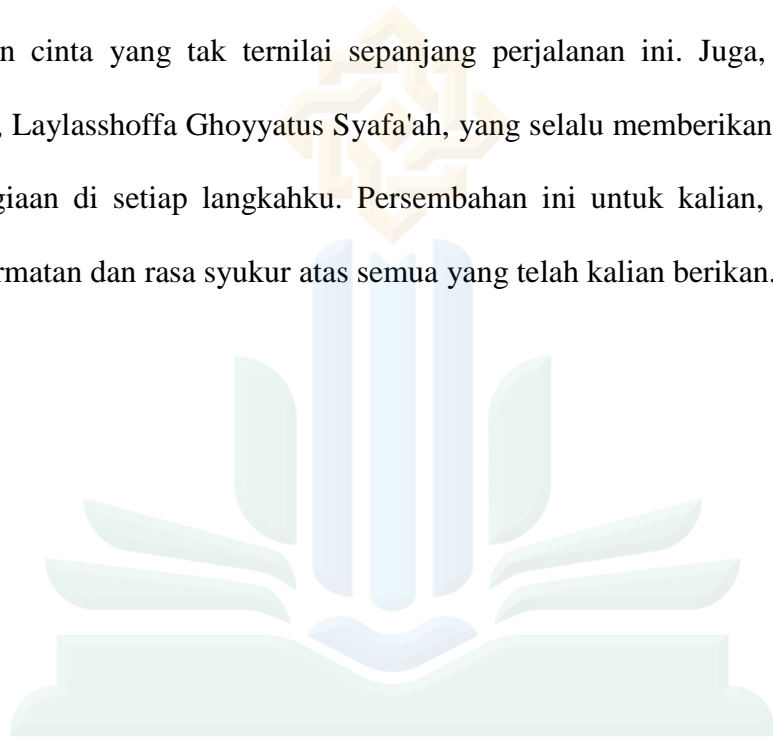 n cinta yang tak ternilai sepanjang perjalanan ini. Juga,
, Laylasshoffa Ghoyyatus Syafa'ah, yang selalu memberikan
giaan di setiap langkahku. Persembahan ini untuk kalian,
rmatan dan rasa syukur atas semua yang telah kalian berikan.